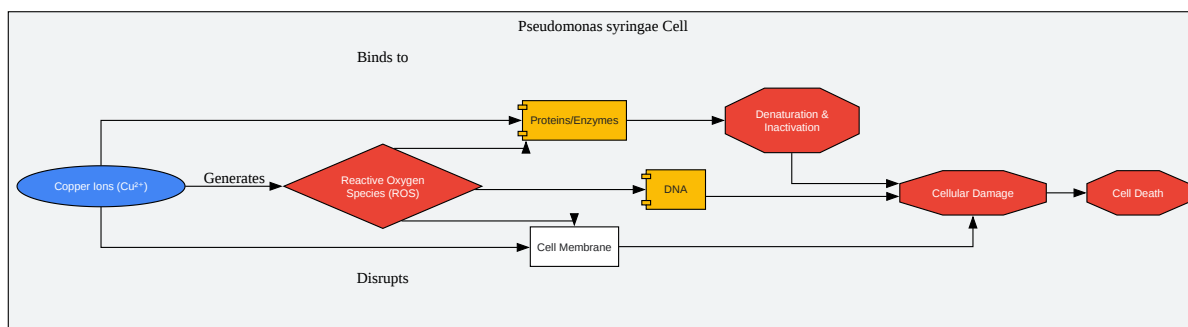 Pseudomonas syringae Cell
Binds to
Proteins/Enzymes
Denaturation &
Inactivation
Copper Ions (Cu²⁺)
Generates
Reactive Oxygen
Species (ROS)
DNA
Cellular Damage
Cell Death
Cell Membrane
Disrupts